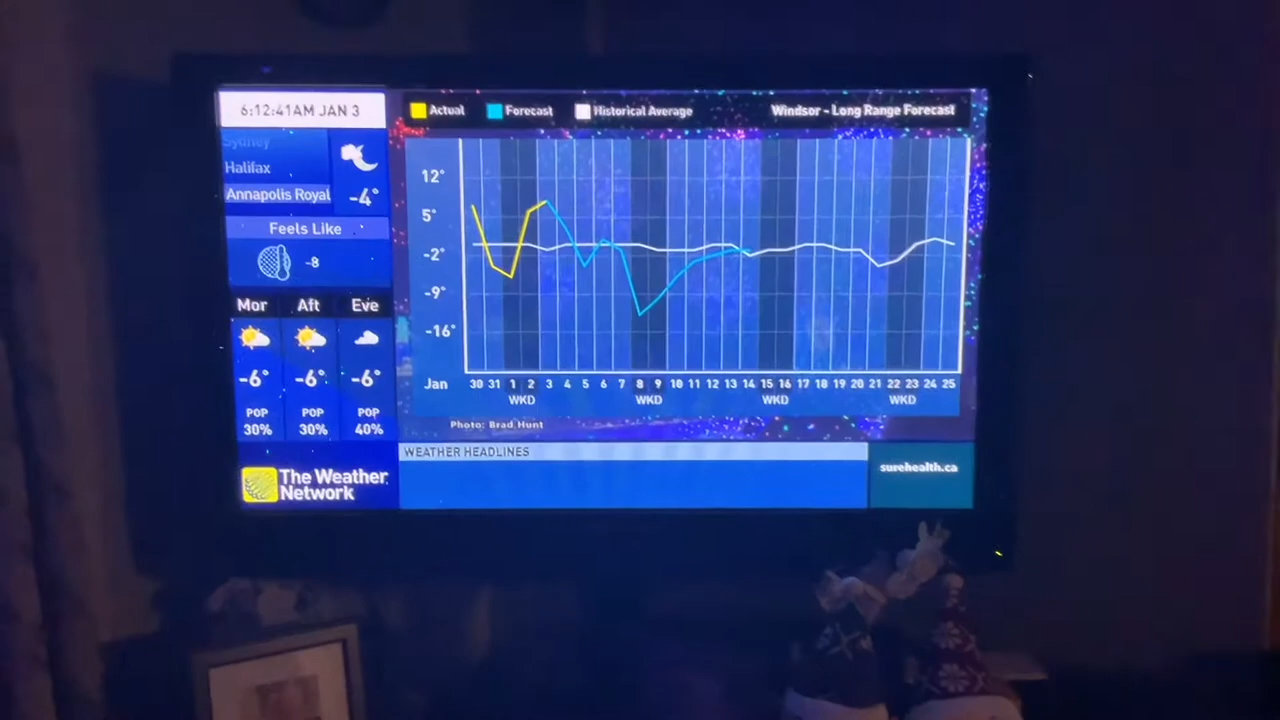 6:12:41AM JAN 3
Sydney
Halifax
Annapolis Royal
-4°
Feels Like
-8
Mor Aft Eve
-6° -6° -6°
POP POP POP
30% 30% 40%
The Weather
Network
Actual Forecast Historical Average Windsor - Long Range Forecast
12°
5°
-2°
-9°
-16°
Jan 30 31 1 2 3 4 5 6 7 8 9 10 11 12 13 14 15 16 17 18 19 20 21 22 23 24 25
WKD WKD WKD WKD
Photo: Brad Hunt
WEATHER HEADLINES
surehealth.ca